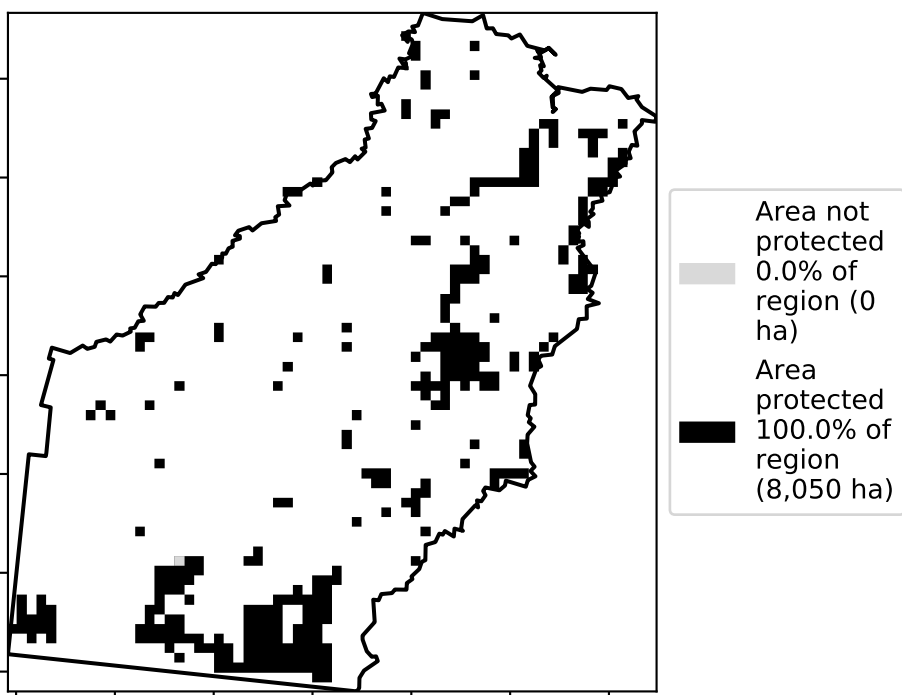 Area not
protected
0.0% of
region (0
ha)
Area
protected
100.0% of
region
(8,050 ha)